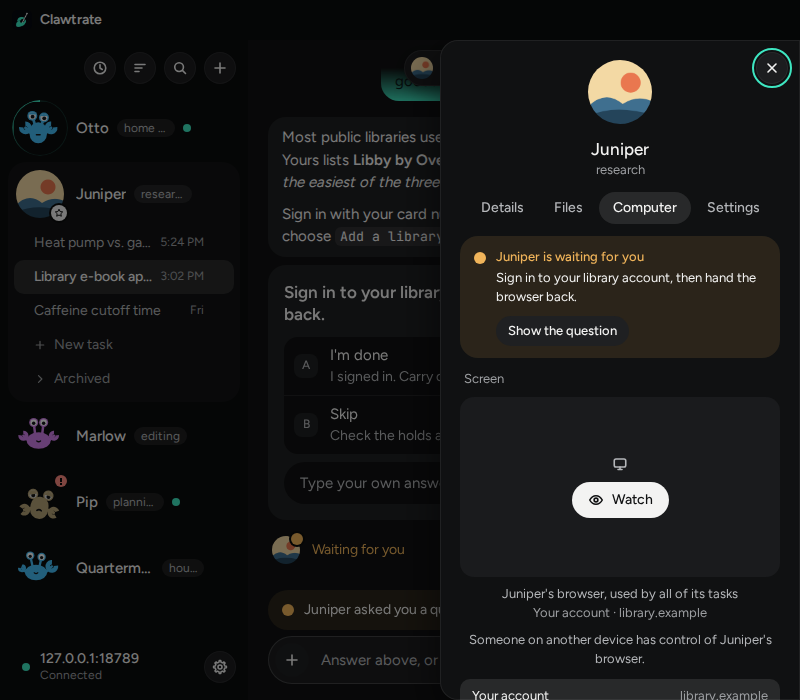 Clawtrate
Otto
home ...
Juniper
resear...
Heat pump vs. ga...
5:24 PM
Library e-book ap...
3:02 PM
Caffeine cutoff time
Fri
New task
Archived
Marlow
editing
Pip
planni...
Quarterm...
hou...
127.0.0.1:18789
Connected
Most public libraries use
Yours lists Libby by Ove
the easiest of the three
Sign in with your card n
choose Add a library
Sign in to your librar
back.
A
I'm done
I signed in. Carry
B
Skip
Check the holds a
Type your own answ
Waiting for you
Juniper asked you a qu
Answer above, or
Juniper
research
Details
Files
Computer
Settings
Juniper is waiting for you
Sign in to your library account, then hand the
browser back.
Show the question
Screen
Watch
Juniper's browser, used by all of its tasks
Your account · library.example
Someone on another device has control of Juniper's
browser.
Your account
library.example